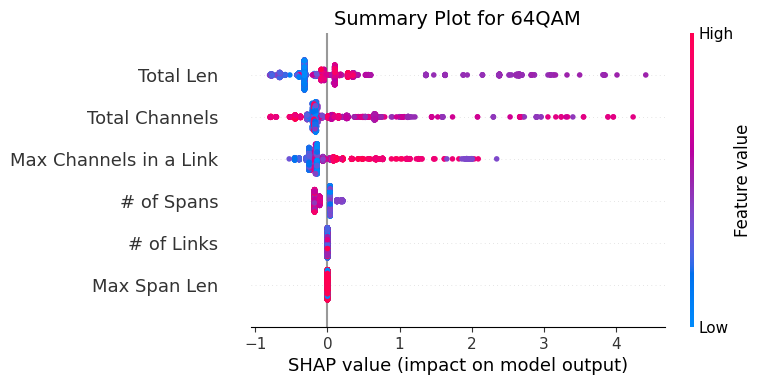 Summary Plot for 64QAM
High
Total Len
Total Channels
Max Channels in a Link
# of Spans
# of Links
Max Span Len
Feature value
Low
−1 0 1 2 3 4
SHAP value (impact on model output)